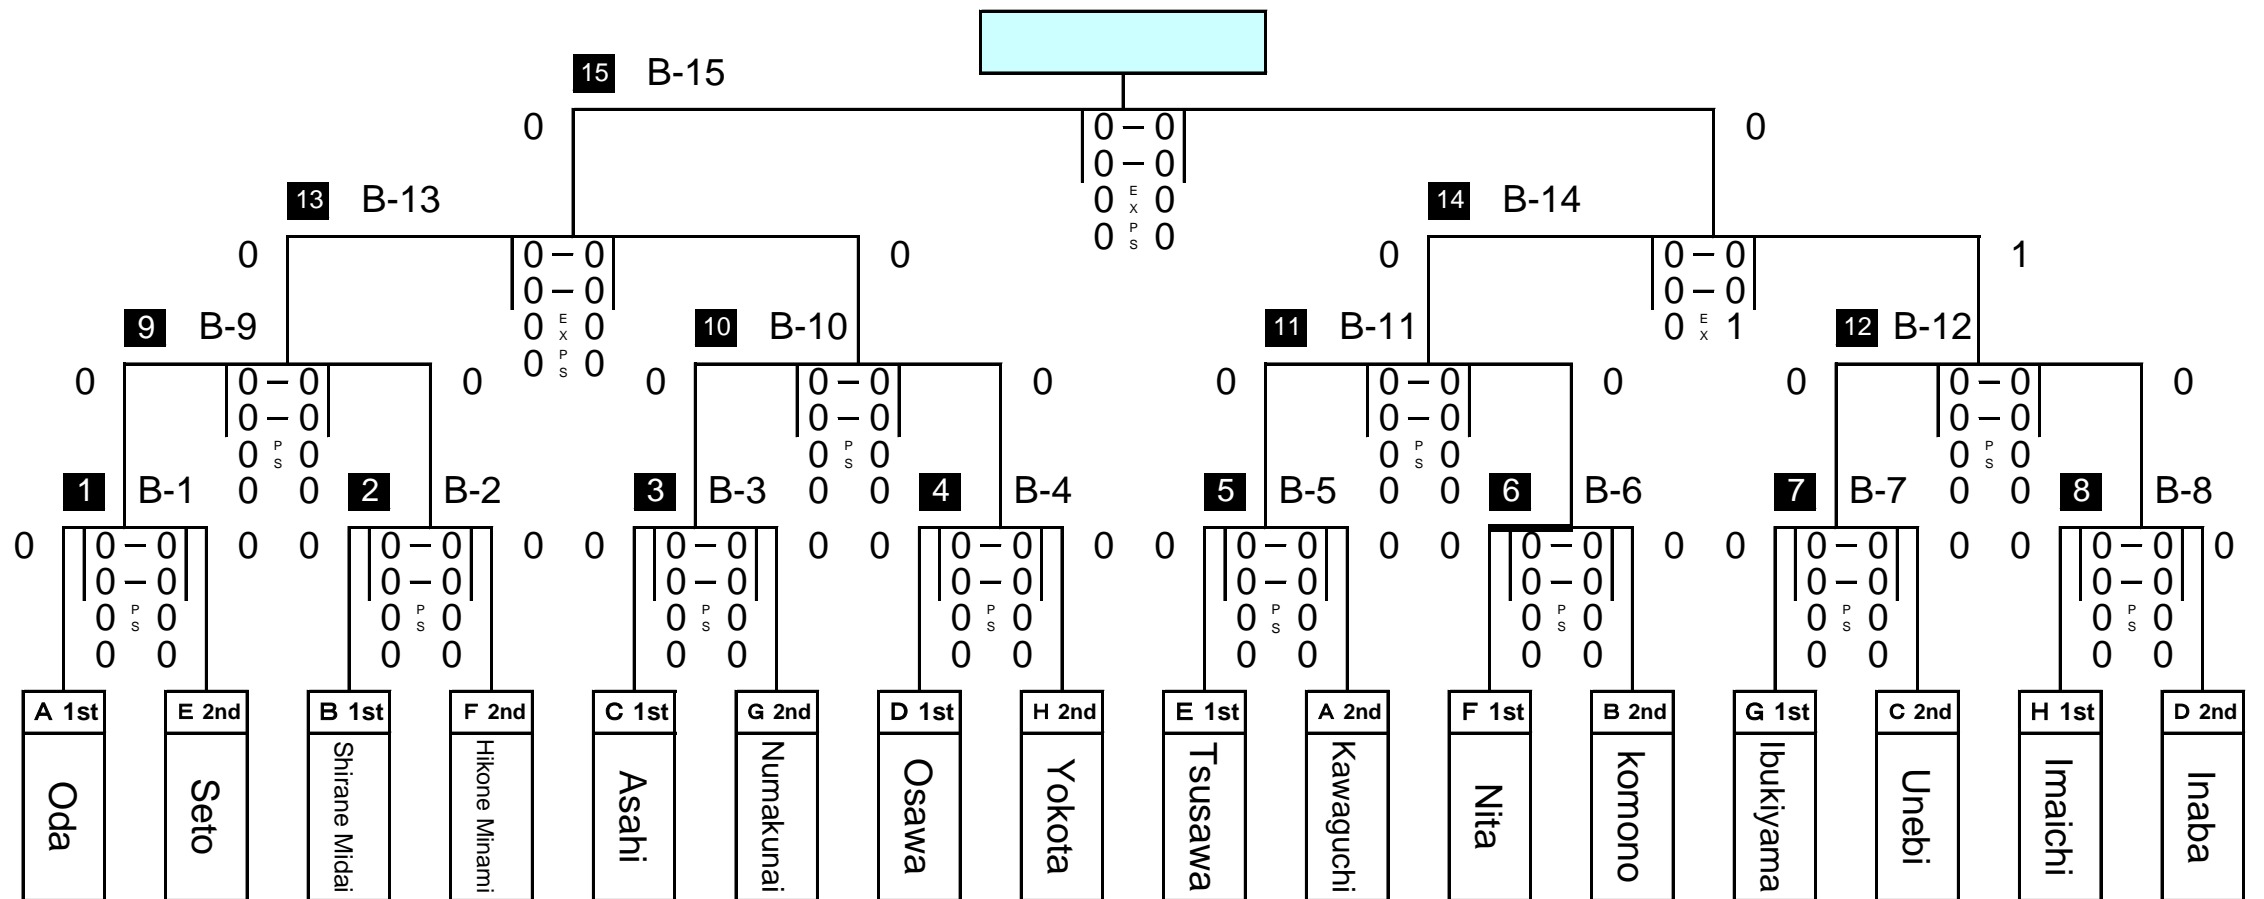 15 B-15
0 0 – 0 0
0 – 0
13 B-13 0 EX 0 14 B-14
0 PS 0
0 0 – 0 0 0 0 – 0 1
0 – 0 0 – 0
9 B-9 0 EX 0 10 B-10 11 B-11 0 EX 1 12 B-12
0 PS 0
0 0 – 0 0 0 0 – 0 0 0 0 – 0 0 0 0 – 0 0
0 – 0 0 – 0 0 – 0 0 – 0
0 PS 0 0 PS 0 0 PS 0 0 PS 0
1 B-1 0 0 2 B-2 3 B-3 0 0 4 B-4 5 B-5 0 0 6 B-6 7 B-7 0 0 8 B-8
0 0 – 0 0 0 0 – 0 0 0 0 – 0 0 0 0 – 0 0 0 0 – 0 0 0 0 – 0 0 0 0 – 0 0 0 0 – 0 0
0 – 0 0 – 0 0 – 0 0 – 0 0 – 0 0 – 0 0 – 0 0 – 0
0 PS 0 0 PS 0 0 PS 0 0 PS 0 0 PS 0 0 PS 0 0 PS 0 0 PS 0
0 0 0 0 0 0 0 0 0 0 0 0 0 0 0 0
A 1st E 2nd B 1st F 2nd C 1st G 2nd D 1st H 2nd E 1st A 2nd F 1st B 2nd G 1st C 2nd H 1st D 2nd
Oda
Seto
Shirane Midai
Hikone Minami
Asahi
Numakunai
Osawa
Yokota
Tsusawa
Kawaguchi
Nita
komono
Ibukiyama
Unebi
Imaichi
Inaba